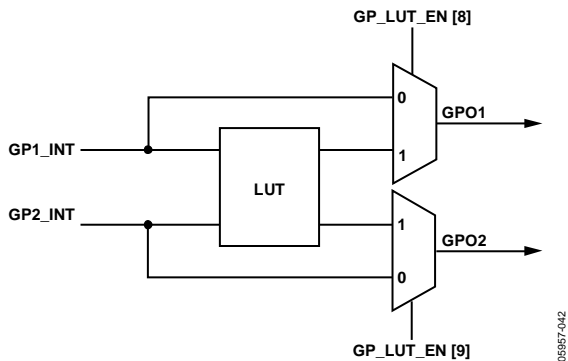 GP_LUT_EN [8]
0
GPO1
GP1_INT
1
LUT
GP2_INT
1
GPO2
0
GP_LUT_EN [9]
05957-042